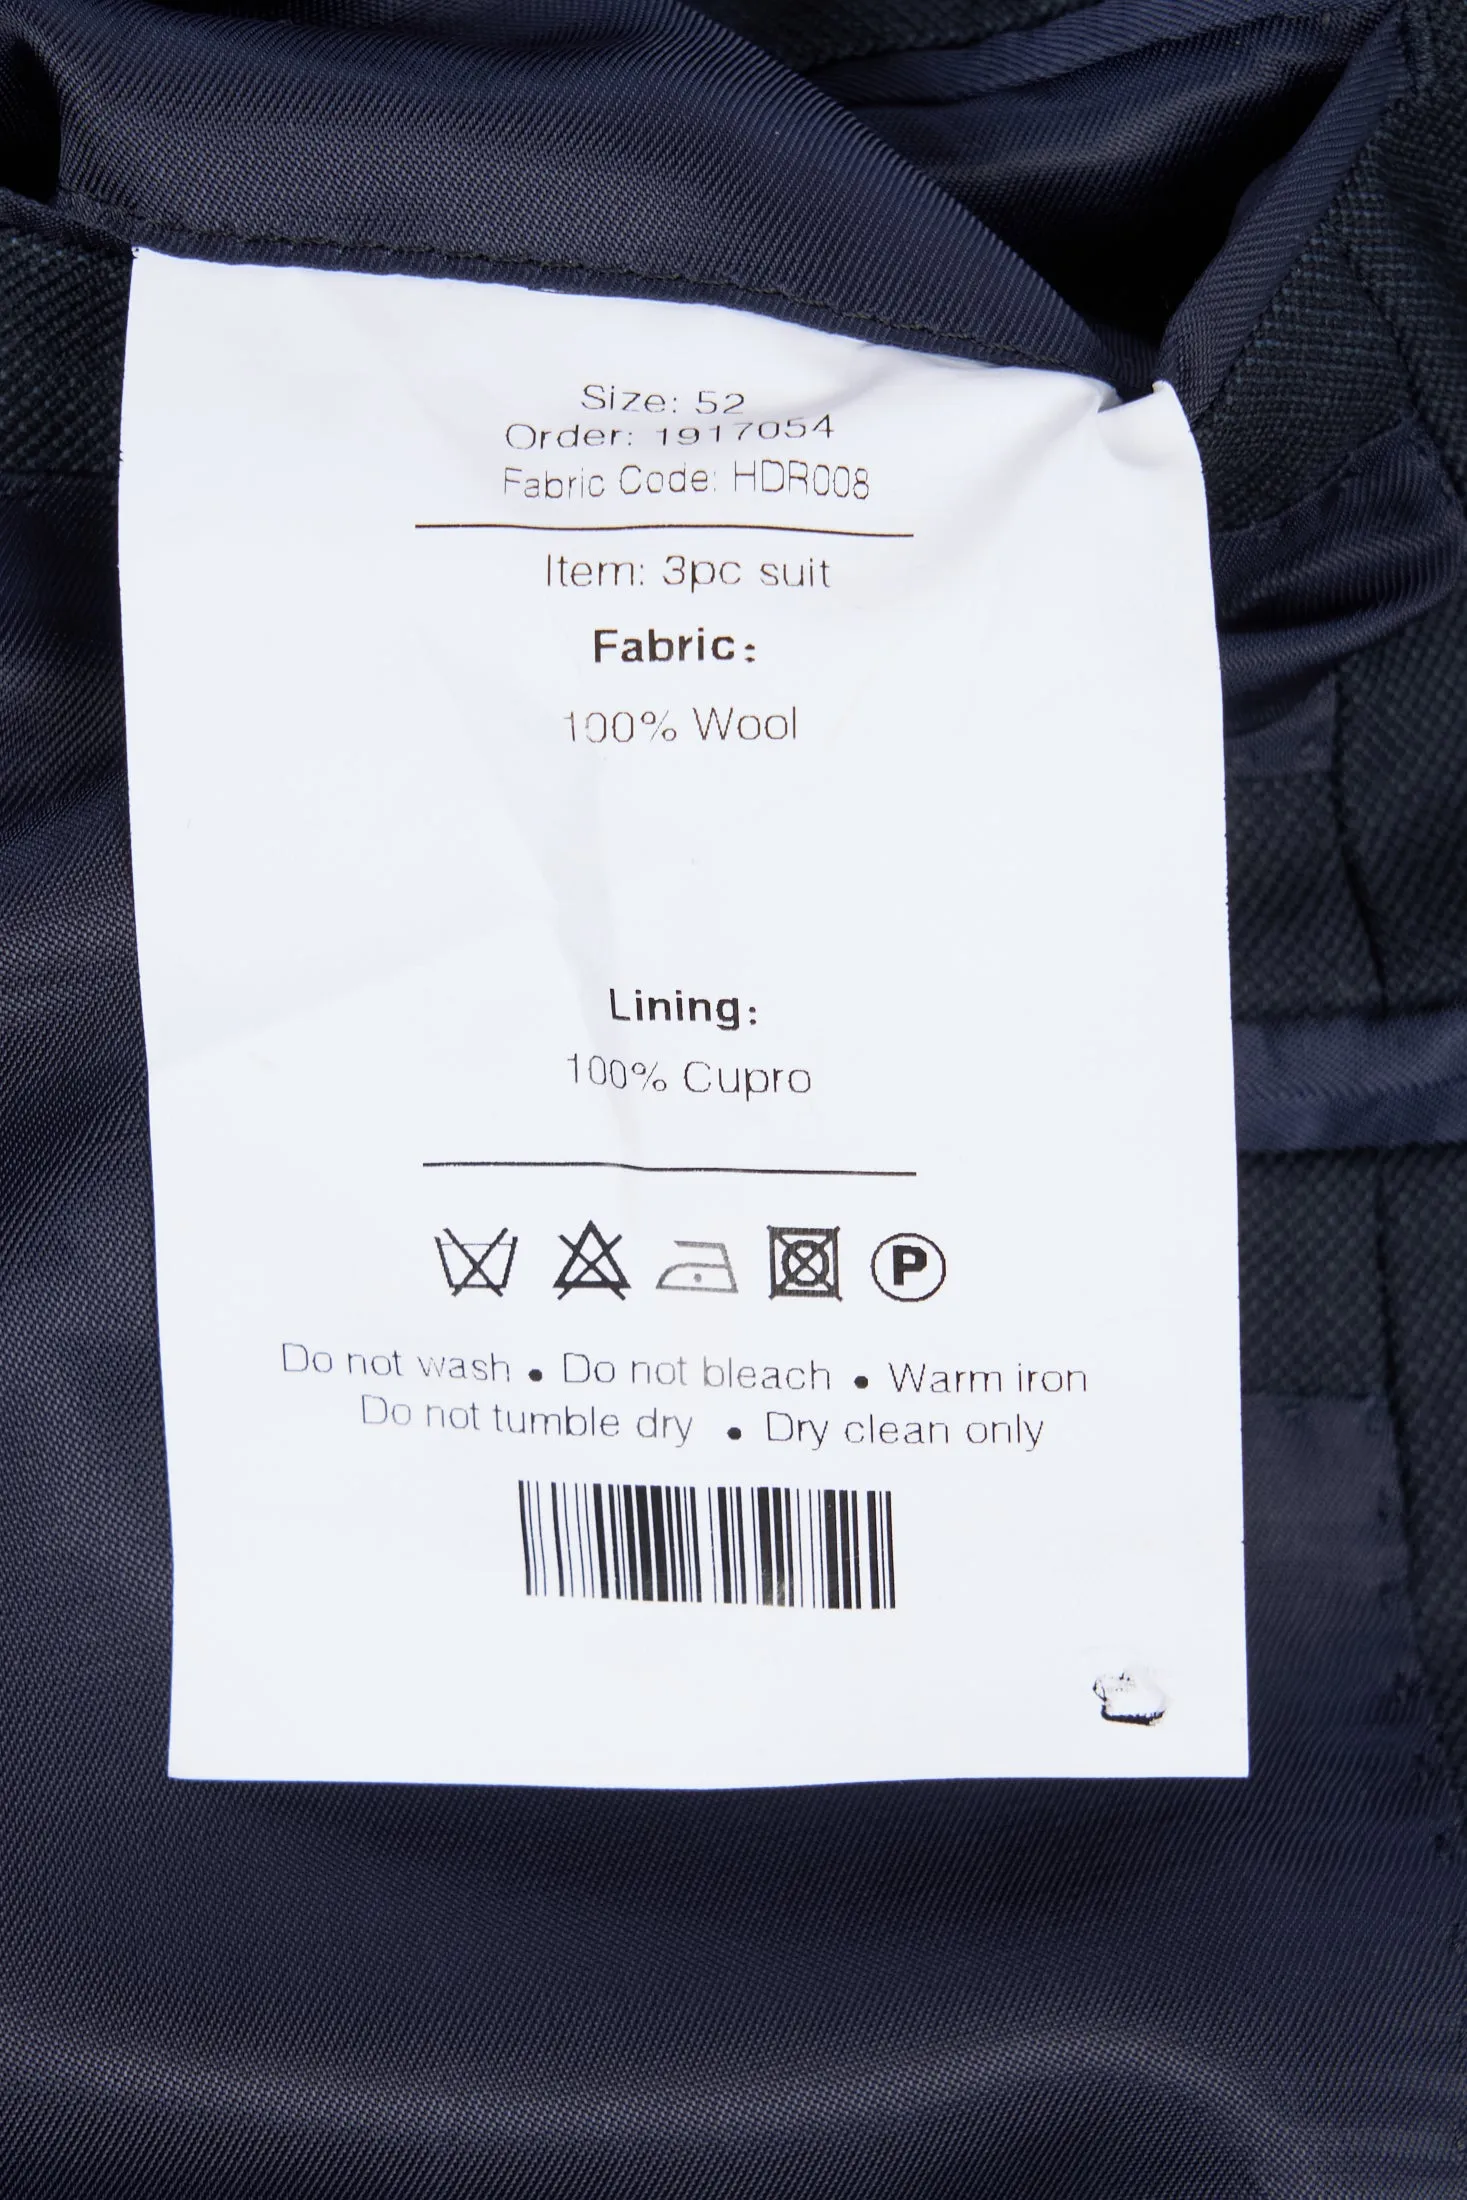 Size: 52
Order: 1917054
Fabric Code: HDR008
Item: 3pc suit
Fabric:
100% Wool
Lining:
100% Cupro
P
Do not wash • Do not bleach • Warm iron
Do not tumble dry • Dry clean only